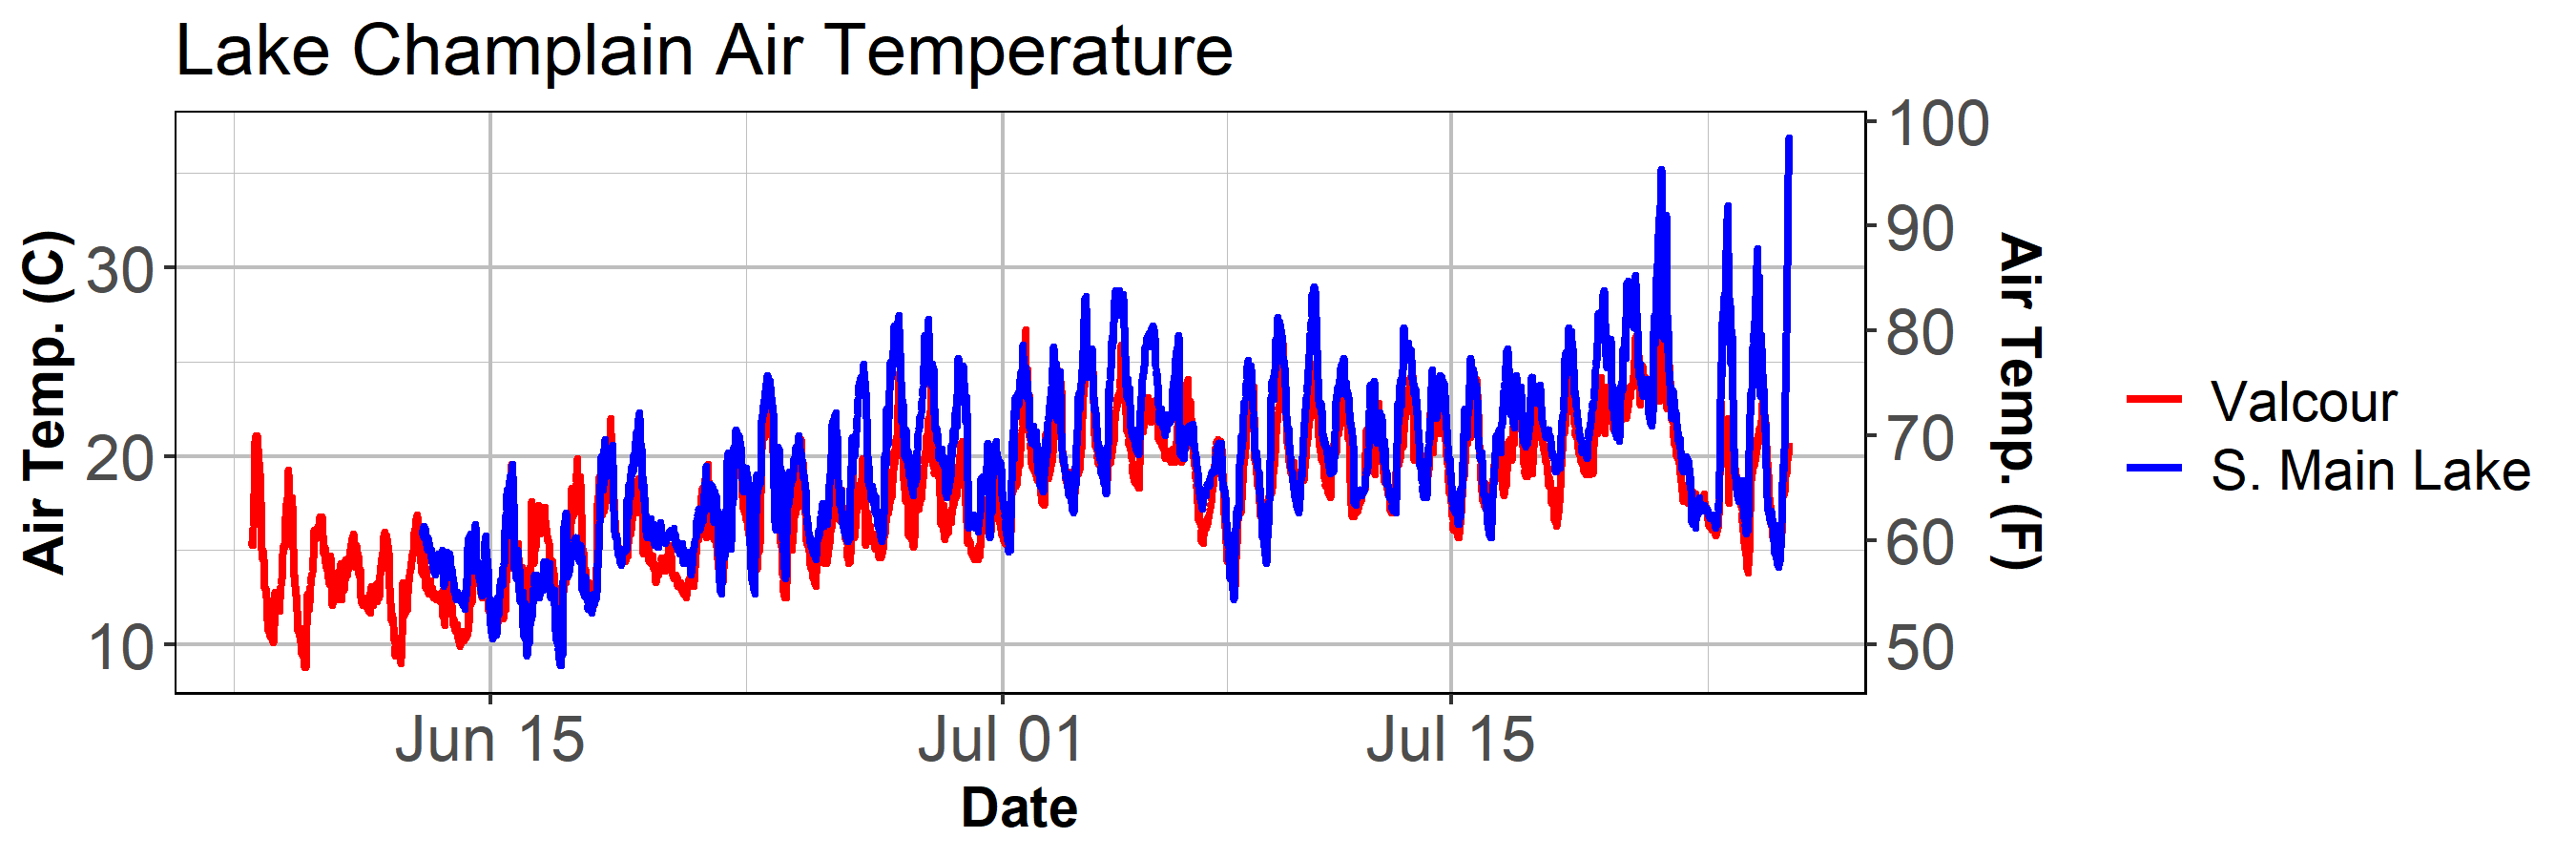 Lake Champlain Air Temperature
Air Temp. (C)
30
20
10
100
90
80
70
60
50
Air Temp. (F)
Jun 15
Jul 01
Jul 15
Date
Valcour
S. Main Lake